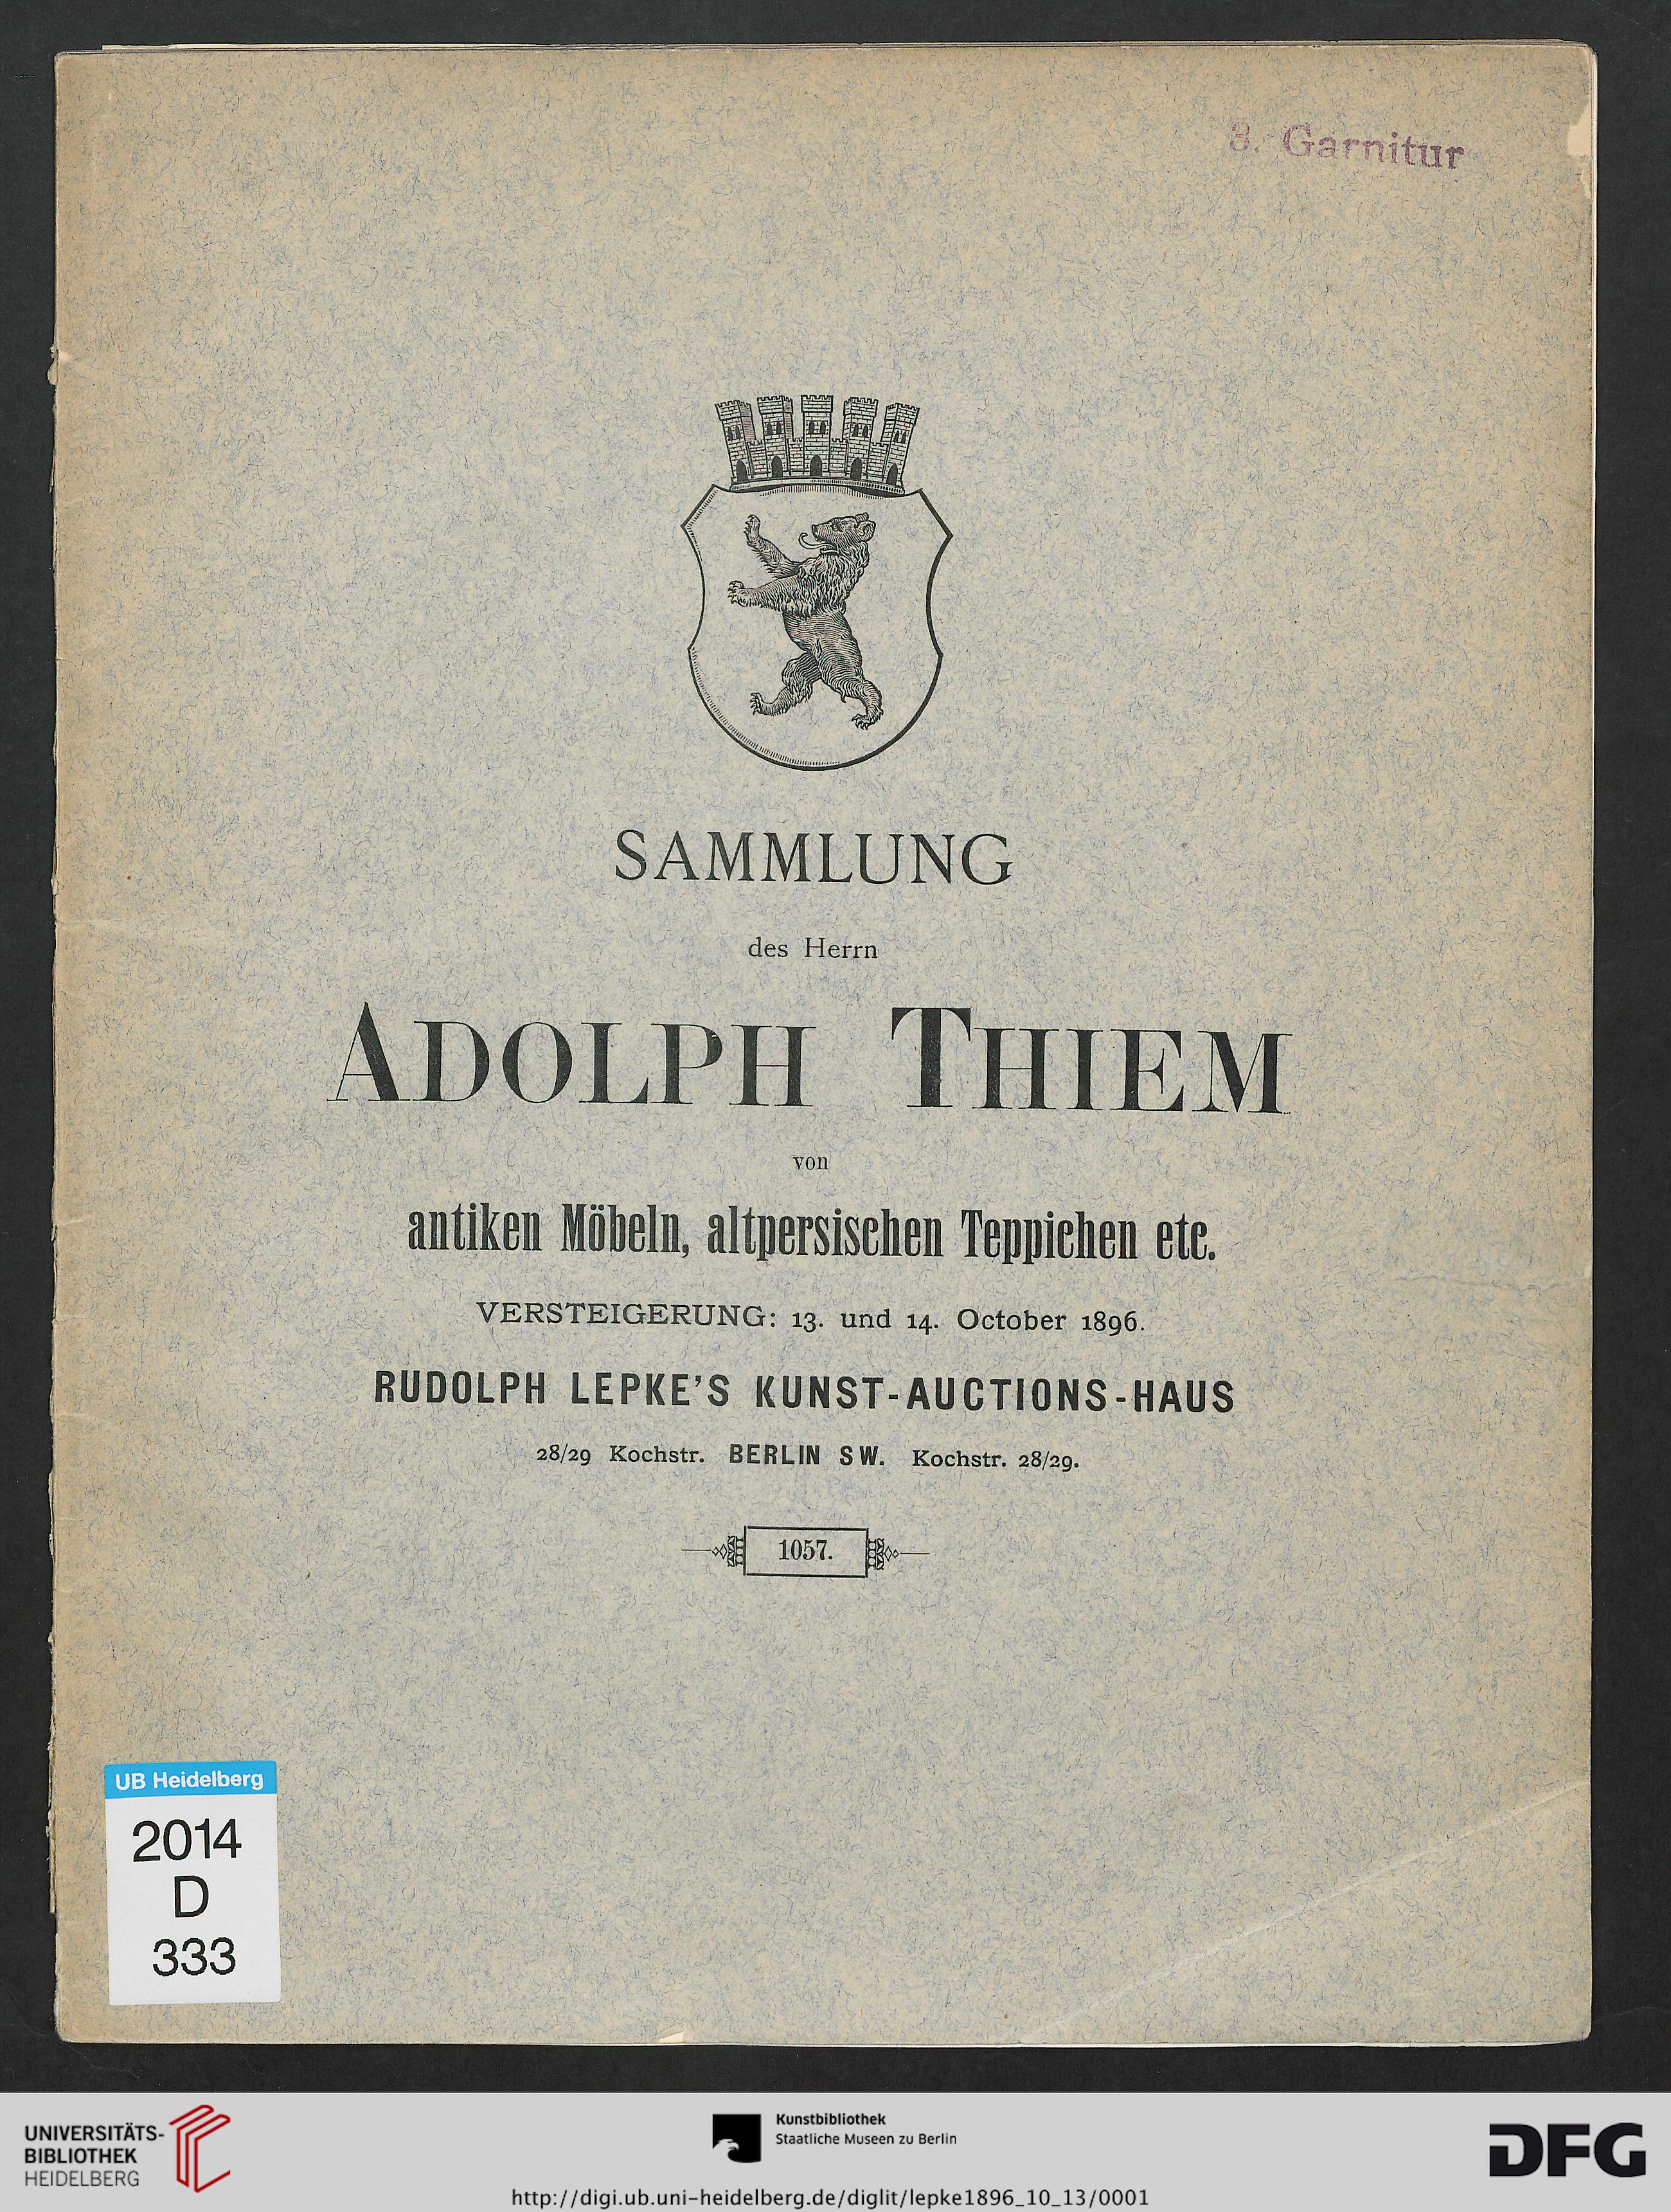 8. Garnitur
SAMMLUNG
des Herrn
ADOLPH THIEM
von
antiken Möbeln, altpersischen Teppichen etc.
VERSTEIGERUNG: 13. und 14. October 1896.
RUDOLPH LEPKE'S KUNST-AUCTIONS-HAUS
28/29 Kochstr. BERLIN SW. Kochstr. 28/29.
1057.
UB Heidelberg
2014
D
333
UNIVERSITÄTS-
BIBLIOTHEK
HEIDELBERG
Kunstbibliothek
Staatliche Museen zu Berlin
DFG
http://digi.ub.uni-heidelberg.de/diglit/lepke1896_10_13/0001